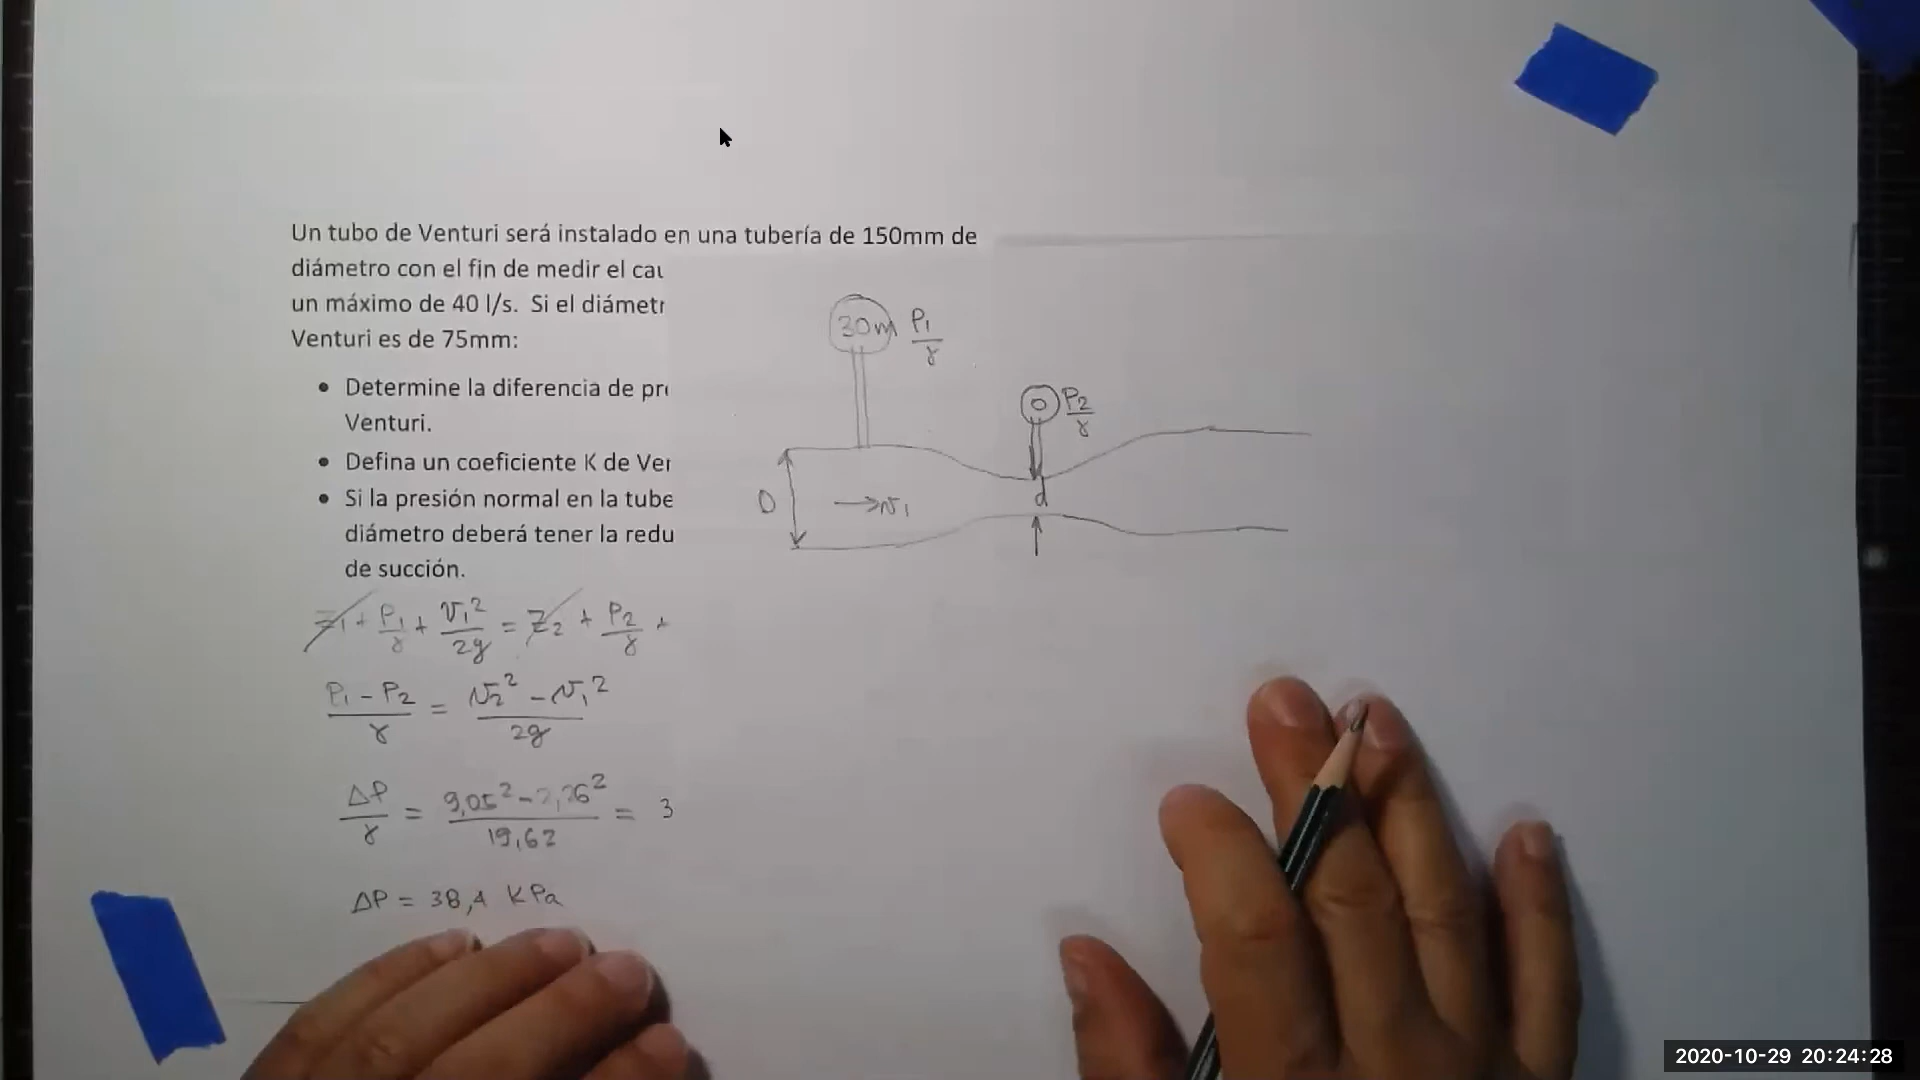 Un tubo de Venturi será instalado en una tubería de 150mm de
diámetro con el fin de medir el cau
un máximo de 40 l/s. Si el diámetr
Venturi es de 75mm:
• Determine la diferencia de pre
Venturi.
• Defina un coeficiente K de Ven
• Si la presión normal en la tube
diámetro deberá tener la redu
de succión.
30m P₁/γ
0 P₂/γ
D
→ v₁
d
Z₁ + P₁/γ + v₁²/2g = Z₂ + P₂/γ +
(P₁ - P₂)/γ = (v₂² - v₁²)/2g
ΔP/γ = (9,05² - 2,26²)/19,62 = 3
ΔP = 38,4 KPa
2020-10-29 20:24:28